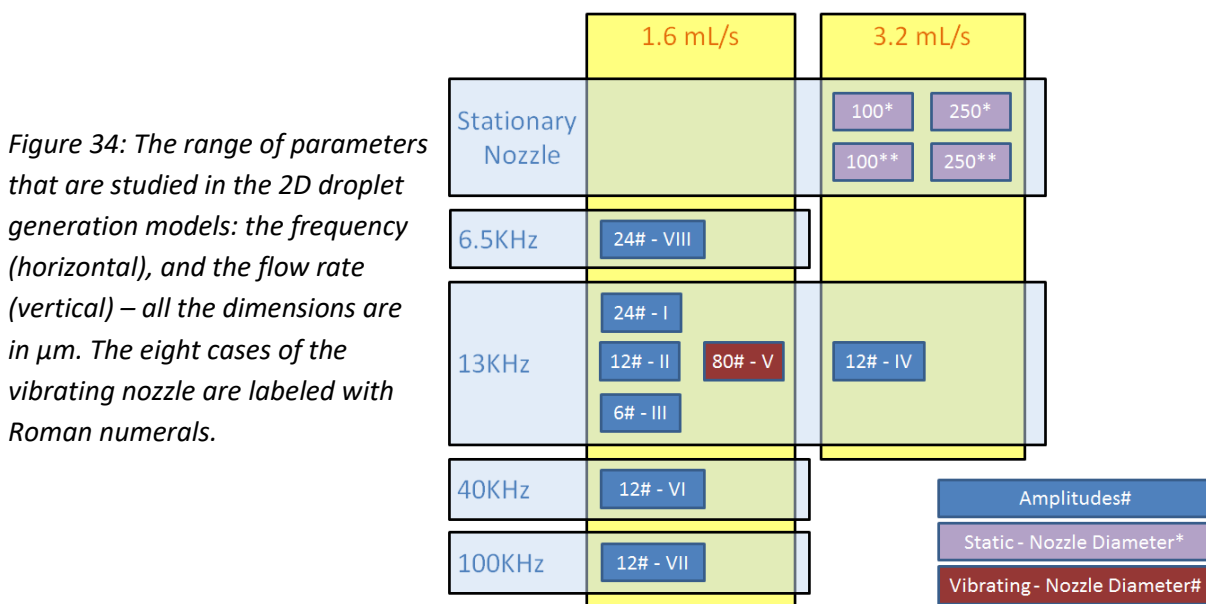 Figure 34: The range of parameters
that are studied in the 2D droplet
generation models: the frequency
(horizontal), and the flow rate
(vertical) – all the dimensions are
in µm. The eight cases of the
vibrating nozzle are labeled with
Roman numerals.
1.6 mL/s
3.2 mL/s
Stationary
Nozzle
100*
250*
100**
250**
6.5KHz
24# - VIII
13KHz
24# - I
12# - II
80# - V
12# - IV
6# - III
40KHz
12# - VI
100KHz
12# - VII
Amplitudes#
Static - Nozzle Diameter*
Vibrating - Nozzle Diameter#